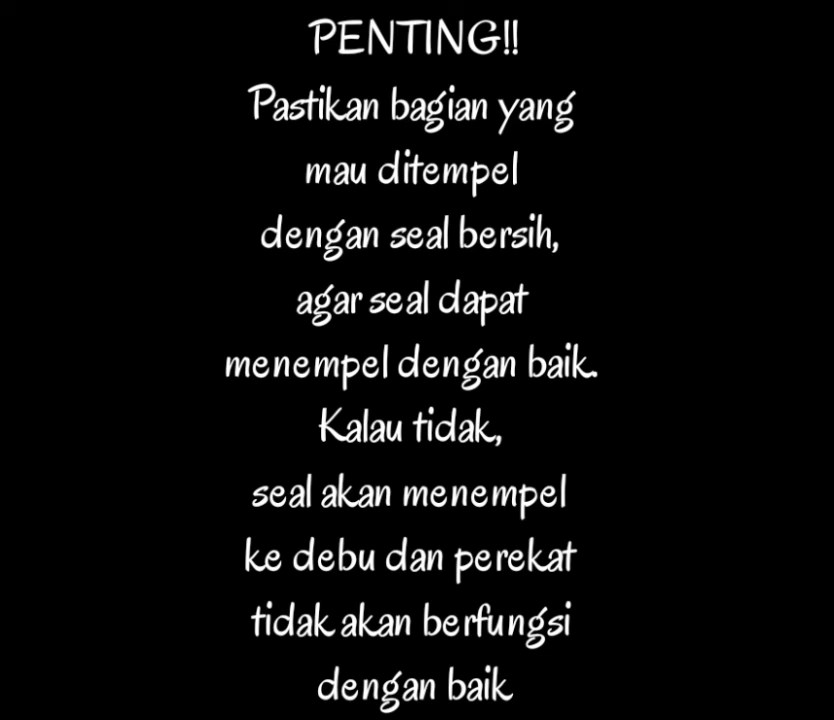 PENTING!!
Pastikan bagian yang
mau ditempel
dengan seal bersih,
agar seal dapat
menempel dengan baik.
Kalau tidak,
seal akan menempel
ke debu dan perekat
tidak akan berfungsi
dengan baik